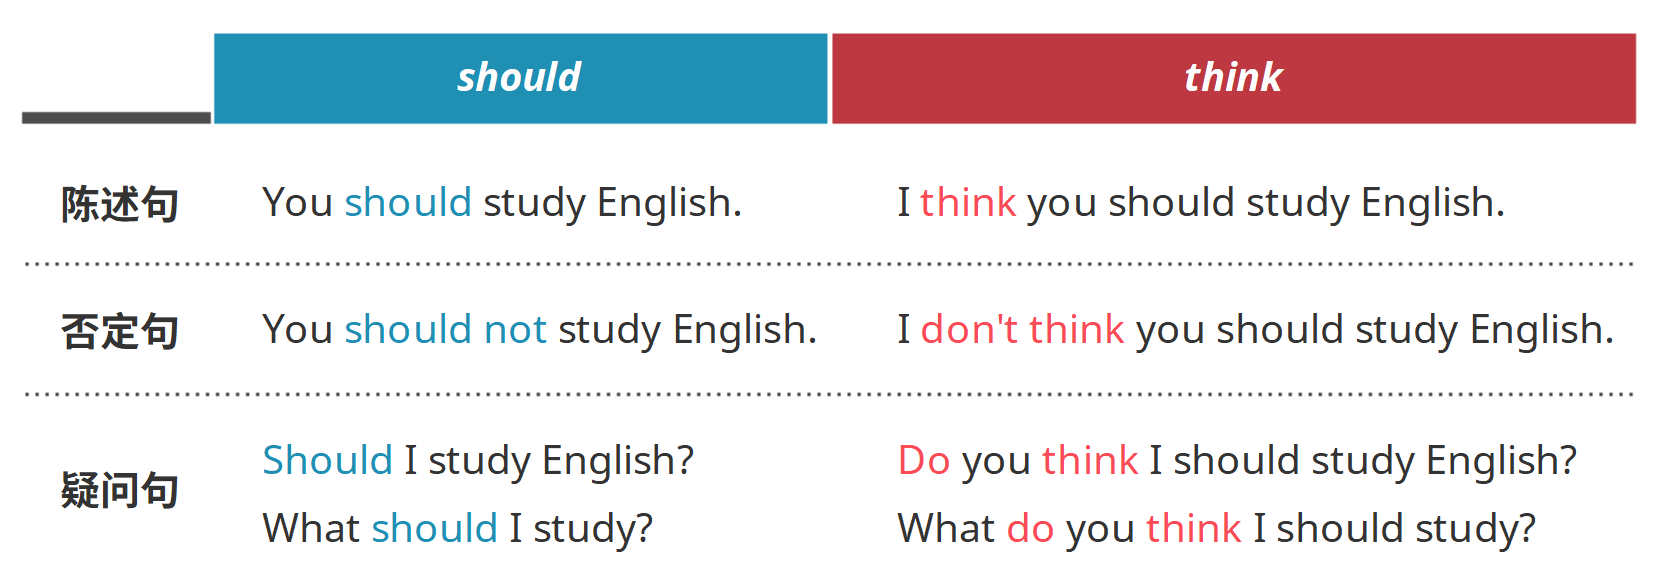 should think
陈述句 You should study English. I think you should study English.
否定句 You should not study English. I don't think you should study English.
疑问句
Should I study English? Do you think I should study English?
What should I study? What do you think I should study?